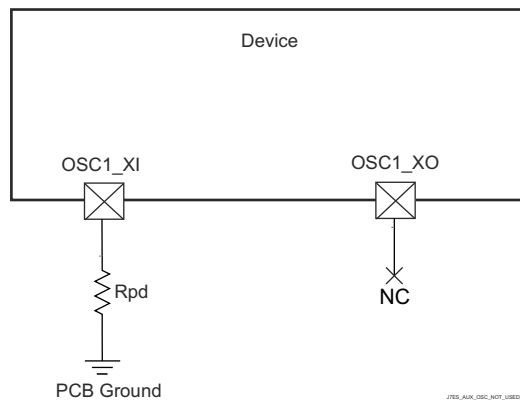 Device
OSC1_XI
OSC1_XO
Rpd
NC
PCB Ground
J7ES_AUX_OSC_NOT_USED